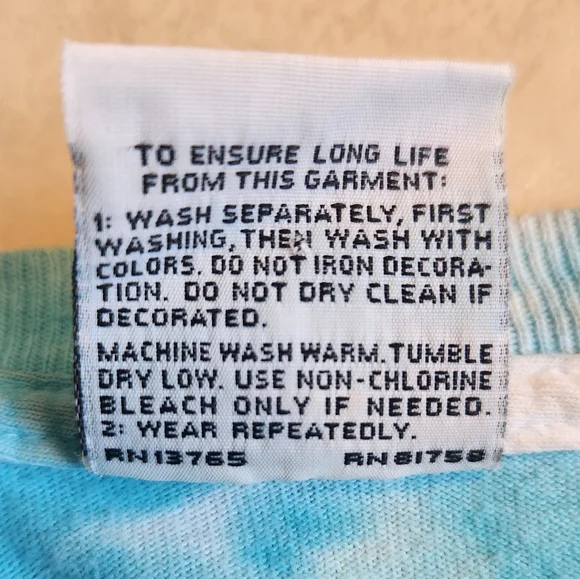 TO ENSURE LONG LIFE
FROM THIS GARMENT:
1: WASH SEPARATELY, FIRST
WASHING, THEN WASH WITH
COLORS. DO NOT IRON DECORA-
TION. DO NOT DRY CLEAN IF
DECORATED.
MACHINE WASH WARM. TUMBLE
DRY LOW. USE NON-CHLORINE
BLEACH ONLY IF NEEDED.
2: WEAR REPEATEDLY.
RN13765 RN81758